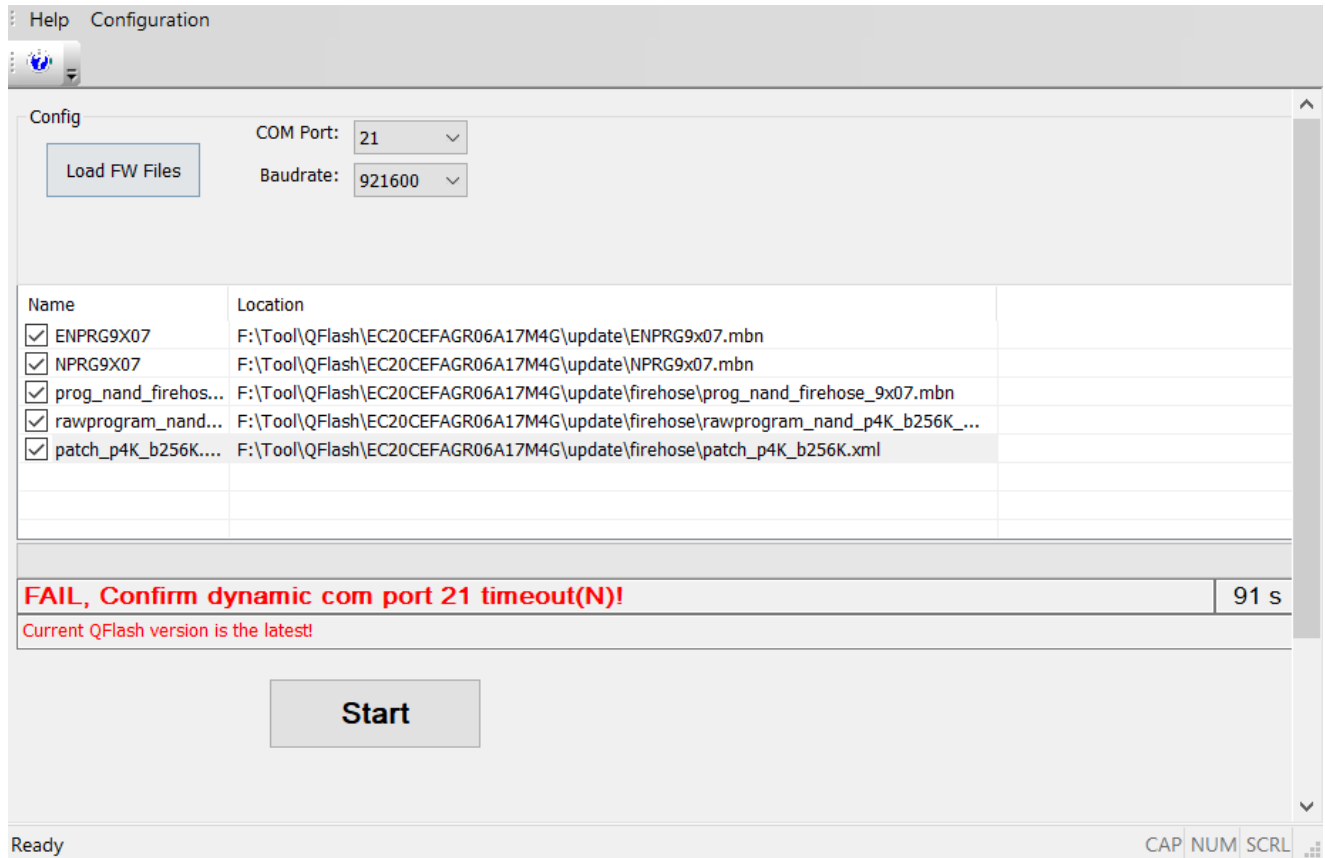 Help Configuration
Config
Load FW Files
COM Port: 21
Baudrate: 921600
Name Location
ENPRG9X07 F:\Tool\QFlash\EC20CEFAGR06A17M4G\update\ENPRG9x07.mbn
NPRG9X07 F:\Tool\QFlash\EC20CEFAGR06A17M4G\update\NPRG9x07.mbn
prog_nand_firehos... F:\Tool\QFlash\EC20CEFAGR06A17M4G\update\firehose\prog_nand_firehose_9x07.mbn
rawprogram_nand... F:\Tool\QFlash\EC20CEFAGR06A17M4G\update\firehose\rawprogram_nand_p4K_b256K_...
patch_p4K_b256K.... F:\Tool\QFlash\EC20CEFAGR06A17M4G\update\firehose\patch_p4K_b256K.xml
FAIL, Confirm dynamic com port 21 timeout(N)! 91 s
Current QFlash version is the latest!
Start
Ready CAP NUM SCRL